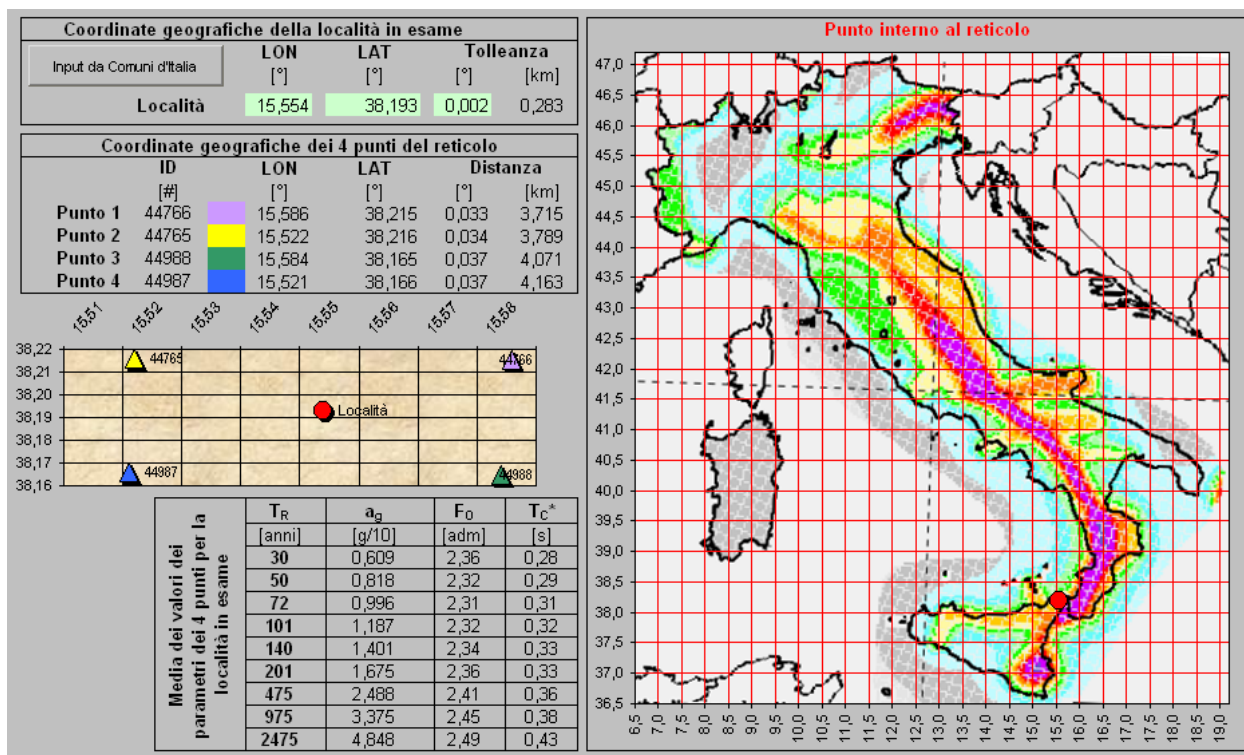 Coordinate geografiche della località in esame
Input da Comuni d'Italia
LON LAT Tolleanza
[°] [°] [°] [km]
Località 15,554 38,193 0,002 0,283
Coordinate geografiche dei 4 punti del reticolo
ID LON LAT Distanza
[#] [°] [°] [°] [km]
Punto 1 44766 15,586 38,215 0,033 3,715
Punto 2 44765 15,522 38,216 0,034 3,789
Punto 3 44988 15,584 38,165 0,037 4,071
Punto 4 44987 15,521 38,166 0,037 4,163
15,51 15,52 15,53 15,54 15,55 15,56 15,57 15,58
38,22
38,21
38,20
38,19
38,18
38,17
38,16
44765
44766
Località
44987
44988
Media dei valori dei parametri dei 4 punti per la località in esame
TR ag F0 TC*
[anni] [g/10] [adm] [s]
30 0,609 2,36 0,28
50 0,818 2,32 0,29
72 0,996 2,31 0,31
101 1,187 2,32 0,32
140 1,401 2,34 0,33
201 1,675 2,36 0,33
475 2,488 2,41 0,36
975 3,375 2,45 0,38
2475 4,848 2,49 0,43
Punto interno al reticolo
47,0
46,5
46,0
45,5
45,0
44,5
44,0
43,5
43,0
42,5
42,0
41,5
41,0
40,5
40,0
39,5
39,0
38,5
38,0
37,5
37,0
36,5
6,5 7,0 7,5 8,0 8,5 9,0 9,5 10,0 10,5 11,0 11,5 12,0 12,5 13,0 13,5 14,0 14,5 15,0 15,5 16,0 16,5 17,0 17,5 18,0 18,5 19,0